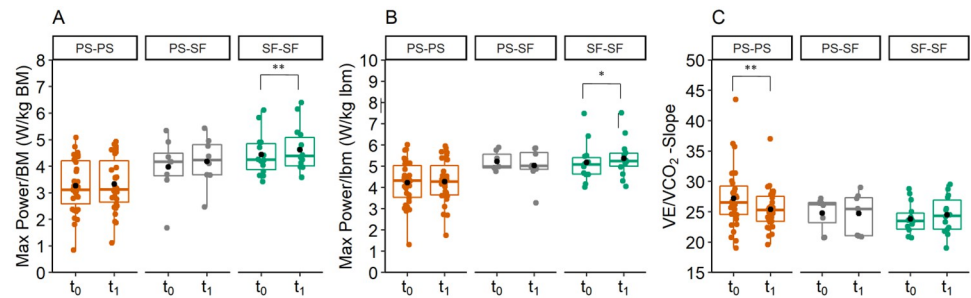 A
B
C
PS-PS
PS-SF
SF-SF
PS-PS
PS-SF
SF-SF
PS-PS
PS-SF
SF-SF
Max Power/BM (W/kg BM)
8
7
6
5
4
3
2
1
0
**
t₀ t₁ t₀ t₁ t₀ t₁
Max Power/lbm (W/kg lbm)
10
9
8
7
6
5
4
3
2
1
0
*
t₀ t₁ t₀ t₁ t₀ t₁
VE/VCO₂ -Slope
50
45
40
35
30
25
20
15
**
t₀ t₁ t₀ t₁ t₀ t₁